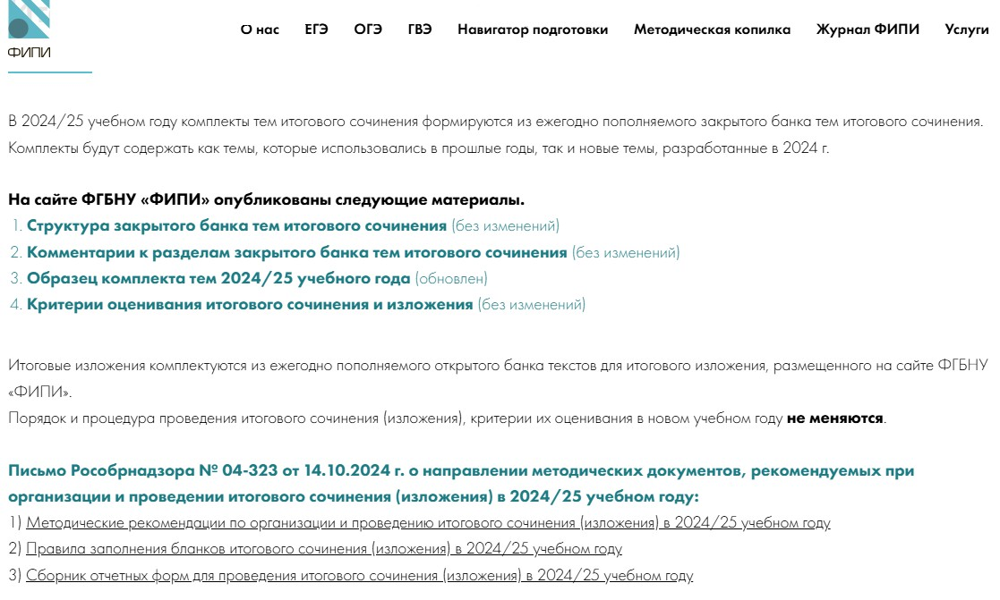 О нас ЕГЭ ОГЭ ГВЭ Навигатор подготовки Методическая копилка Журнал ФИПИ Услуги
ФИПИ
В 2024/25 учебном году комплекты тем итогового сочинения формируются из ежегодно пополняемого закрытого банка тем итогового сочинения.
Комплекты будут содержать как темы, которые использовались в прошлые годы, так и новые темы, разработанные в 2024 г.
На сайте ФГБНУ «ФИПИ» опубликованы следующие материалы.
1. Структура закрытого банка тем итогового сочинения (без изменений)
2. Комментарии к разделам закрытого банка тем итогового сочинения (без изменений)
3. Образец комплекта тем 2024/25 учебного года (обновлен)
4. Критерии оценивания итогового сочинения и изложения (без изменений)
Итоговые изложения комплектуются из ежегодно пополняемого открытого банка текстов для итогового изложения, размещенного на сайте ФГБНУ
«ФИПИ».
Порядок и процедура проведения итогового сочинения (изложения), критерии их оценивания в новом учебном году не меняются.
Письмо Рособрнадзора № 04-323 от 14.10.2024 г. о направлении методических документов, рекомендуемых при
организации и проведении итогового сочинения (изложения) в 2024/25 учебном году:
1) Методические рекомендации по организации и проведению итогового сочинения (изложения) в 2024/25 учебном году
2) Правила заполнения бланков итогового сочинения (изложения) в 2024/25 учебном году
3) Сборник отчетных форм для проведения итогового сочинения (изложения) в 2024/25 учебном году